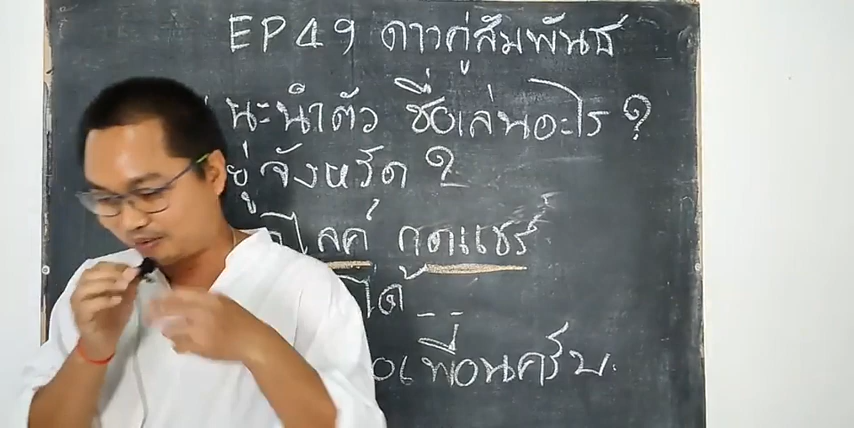 EP49 ดาวคู่สัมพันธ์
นะนำตัว ชื่อเล่นอะไร?
ยู่จังหวัด ?
ไลค์ กดแชร์
ได้ _ _
เพื่อนครับ.